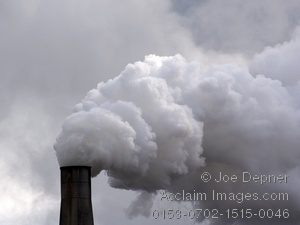 © Joe Depner
Acclaim Images.com
0153-0702-1515-0046